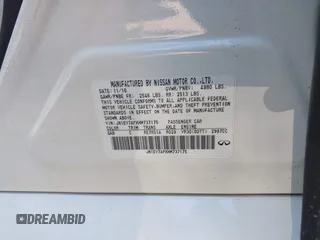 MANUFACTURED BY NISSAN MOTOR CO.,LTD.
DATE: 11/16 GVWR/PNBV: 4980 LBS.
GAWR/PNBE FR: 2546 LBS. RR: 2513 LBS.
THIS VEHICLE CONFORMS TO ALL APPLICABLE FEDERAL
MOTOR VEHICLE SAFETY, BUMPER, AND THEFT PREVENTION
STANDARDS IN EFFECT ON THE DATE OF MANUFACTURE
SHOWN ABOVE.
PASSENGER CAR
COLOR TRIM TRANS AXLE ENGINE
DREAMBID
DREAMBID